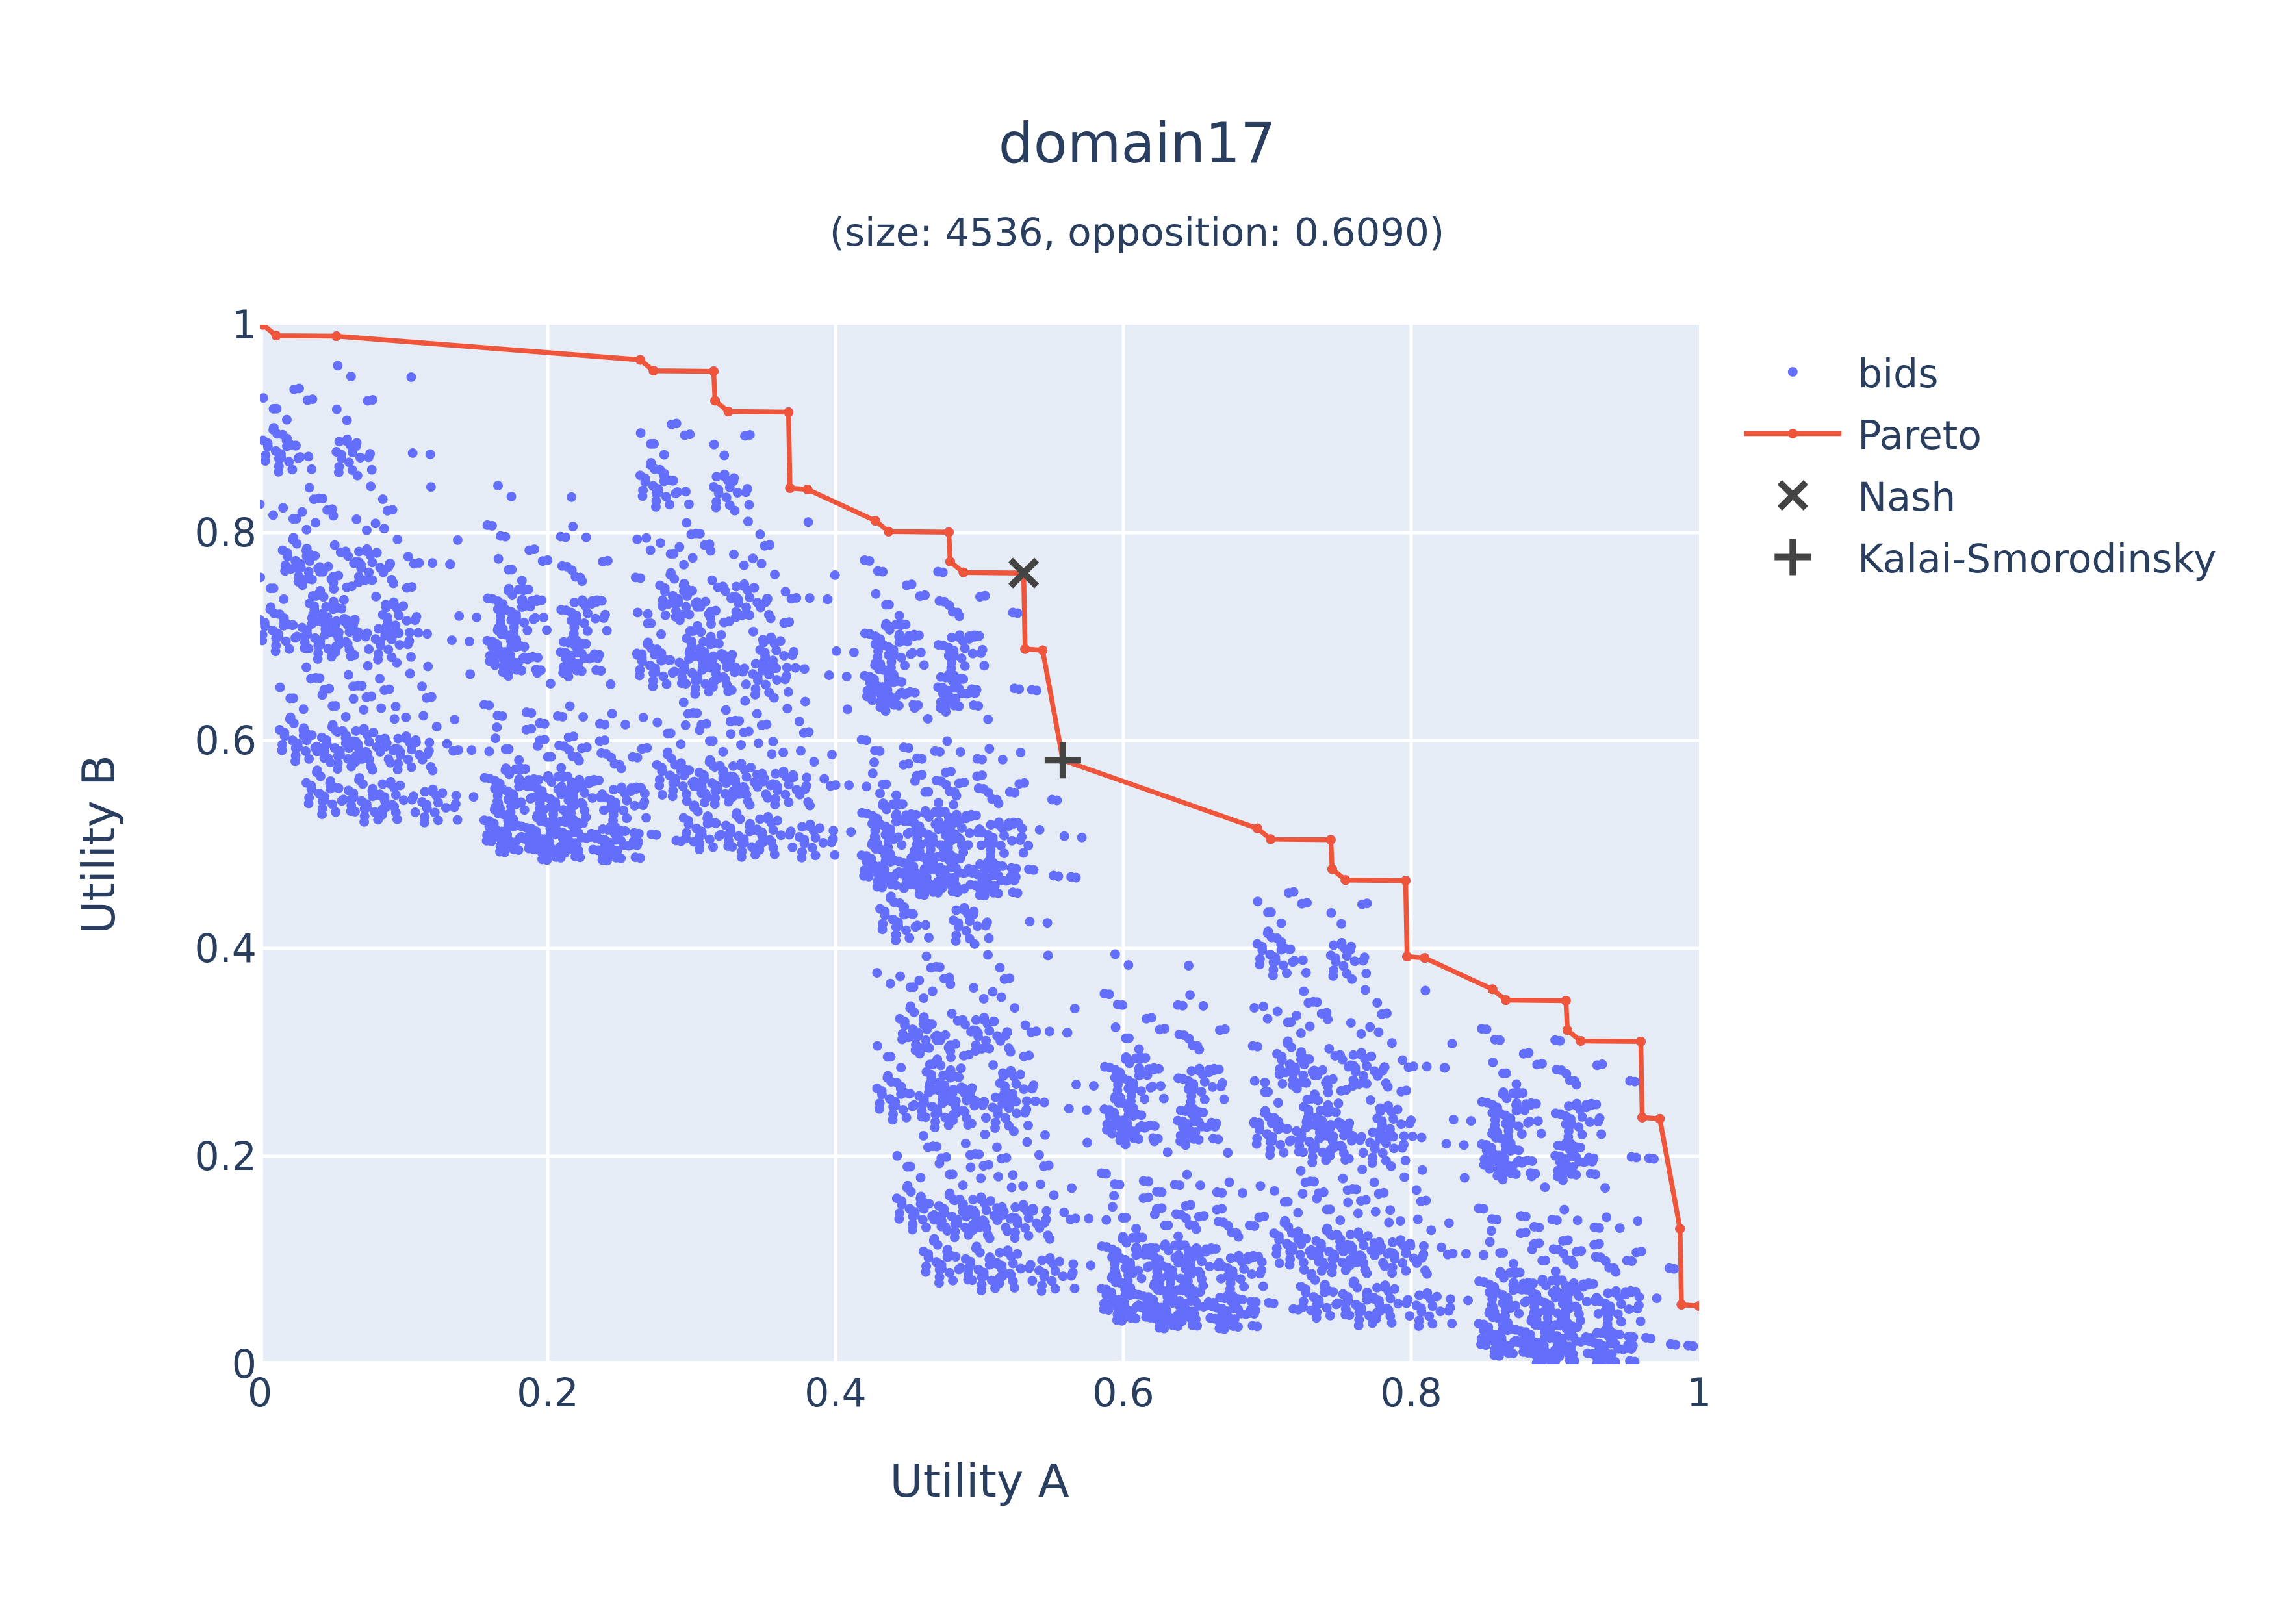 domain17
(size: 4536, opposition: 0.6090)
bids
Pareto
Nash
Kalai-Smorodinsky
Utility B
1
0.8
0.6
0.4
0.2
0
0 0.2 0.4 0.6 0.8 1
Utility A